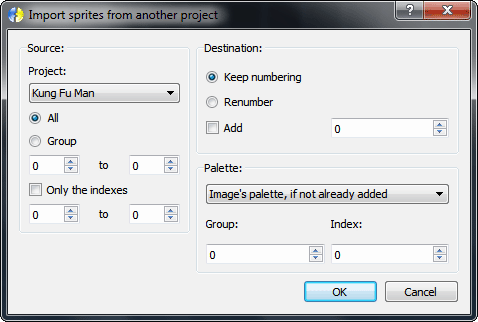 Import sprites from another project
Source:
Project:
Kung Fu Man
All
Group
0 to 0
Only the indexes
0 to 0
Destination:
Keep numbering
Renumber
Add 0
Palette:
Image's palette, if not already added
Group: Index:
0 0
OK Cancel